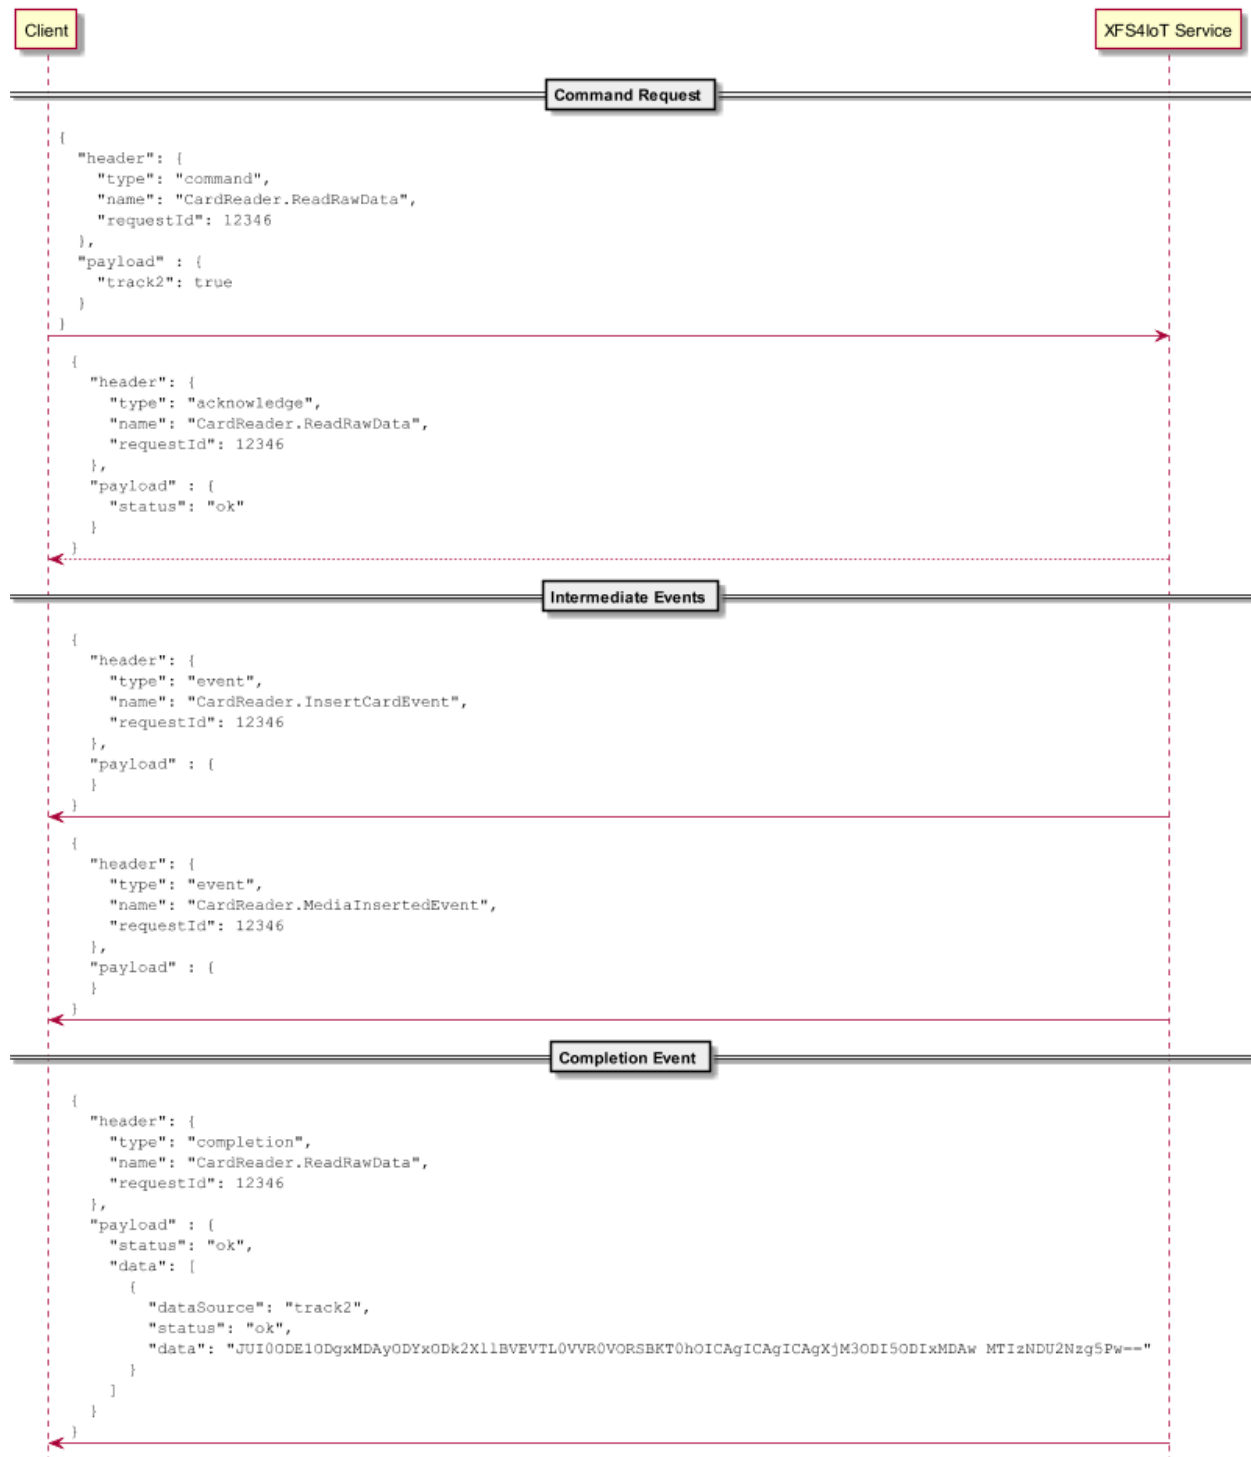 Client
XFS4IoT Service
Command Request
{
"header": {
"type": "command",
"name": "CardReader.ReadRawData",
"requestId": 12346
},
"payload" : {
"track2": true
}
}
{
"header": {
"type": "acknowledge",
"name": "CardReader.ReadRawData",
"requestId": 12346
},
"payload" : {
"status": "ok"
}
}
Intermediate Events
{
"header": {
"type": "event",
"name": "CardReader.InsertCardEvent",
"requestId": 12346
},
"payload" : {
}
}
{
"header": {
"type": "event",
"name": "CardReader.MediaInsertedEvent",
"requestId": 12346
},
"payload" : {
}
}
Completion Event
{
"header": {
"type": "completion",
"name": "CardReader.ReadRawData",
"requestId": 12346
},
"payload" : {
"status": "ok",
"data": [
{
"dataSource": "track2",
"status": "ok",
"data": "JUI0ODE1ODgxMDAyODYxODk2XllBVEVTL0VVR0VORSBKT0hOICAgICAgICAgXjM3ODI5ODIxMDAw MTIzNDU2Nzg5Pw=="
}
]
}
}